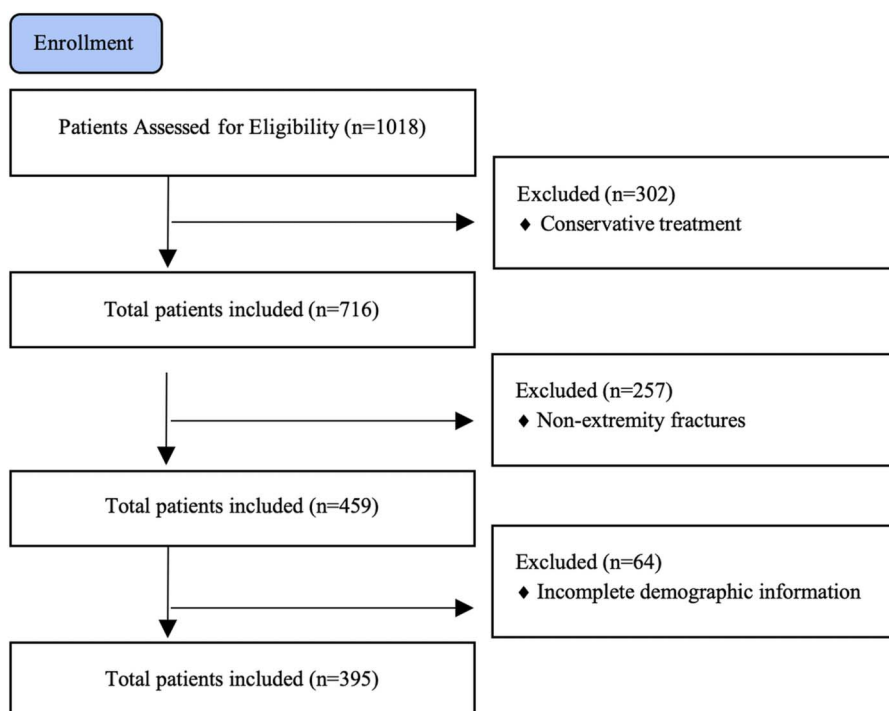 Enrollment
Patients Assessed for Eligibility (n=1018)
Excluded (n=302)
♦ Conservative treatment
Total patients included (n=716)
Excluded (n=257)
♦ Non-extremity fractures
Total patients included (n=459)
Excluded (n=64)
♦ Incomplete demographic information
Total patients included (n=395)